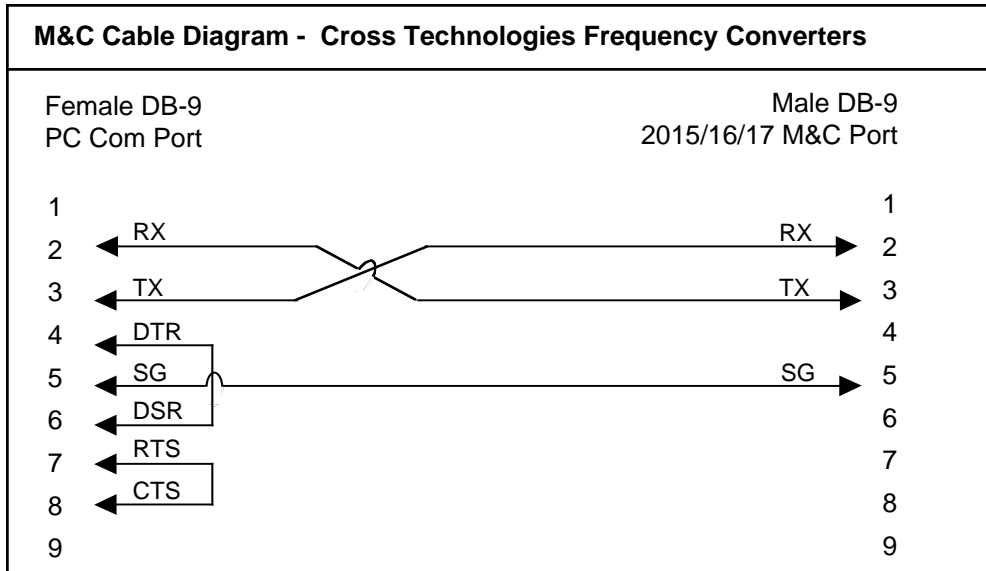 M&C Cable Diagram -  Cross Technologies Frequency Converters
Female DB-9
PC Com Port
Male DB-9
2015/16/17 M&C Port
1 1
2 RX RX 2
3 TX TX 3
4 DTR 4
5 SG SG 5
6 DSR 6
7 RTS 7
8 CTS 8
9 9